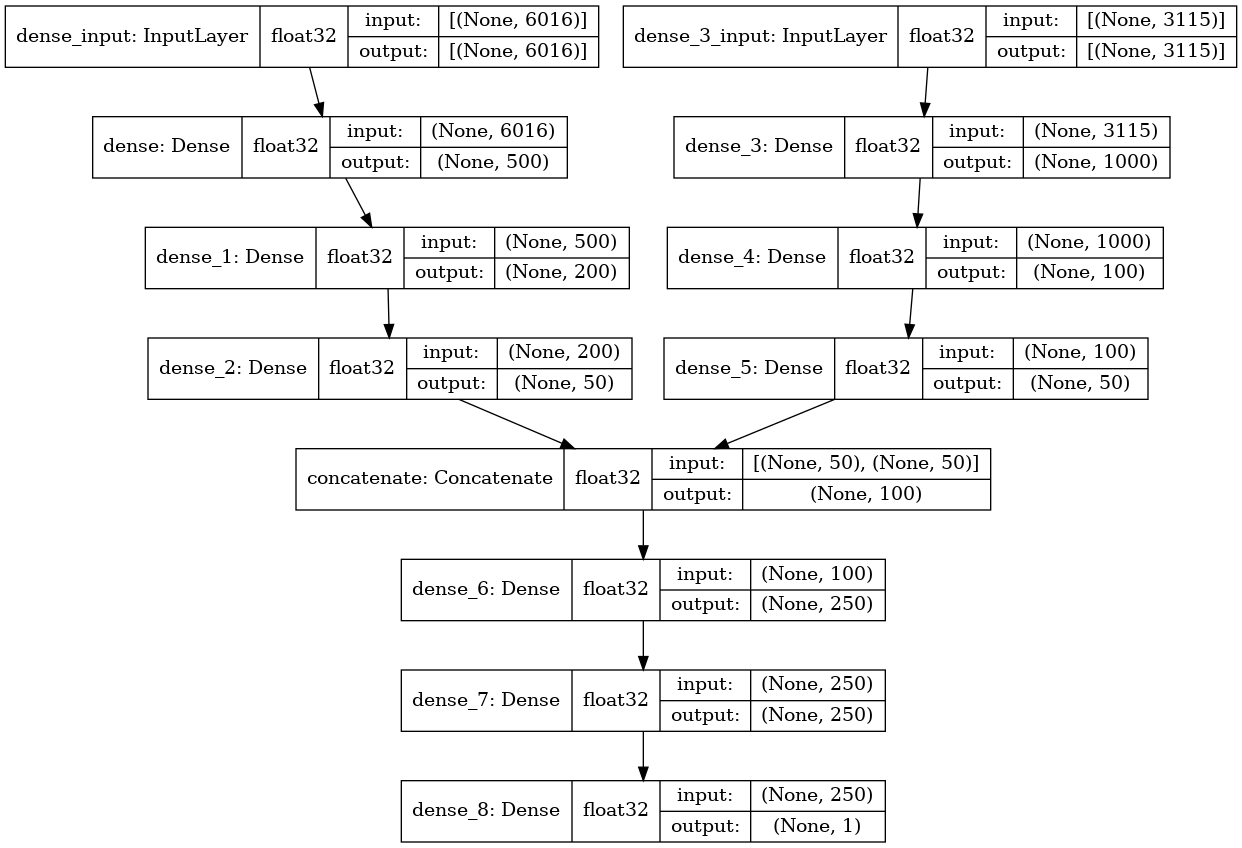 dense_input: InputLayer float32 input: [(None, 6016)]
output: [(None, 6016)]
dense_3_input: InputLayer float32 input: [(None, 3115)]
output: [(None, 3115)]
dense: Dense float32 input: (None, 6016)
output: (None, 500)
dense_3: Dense float32 input: (None, 3115)
output: (None, 1000)
dense_1: Dense float32 input: (None, 500)
output: (None, 200)
dense_4: Dense float32 input: (None, 1000)
output: (None, 100)
dense_2: Dense float32 input: (None, 200)
output: (None, 50)
dense_5: Dense float32 input: (None, 100)
output: (None, 50)
concatenate: Concatenate float32 input: [(None, 50), (None, 50)]
output: (None, 100)
dense_6: Dense float32 input: (None, 100)
output: (None, 250)
dense_7: Dense float32 input: (None, 250)
output: (None, 250)
dense_8: Dense float32 input: (None, 250)
output: (None, 1)